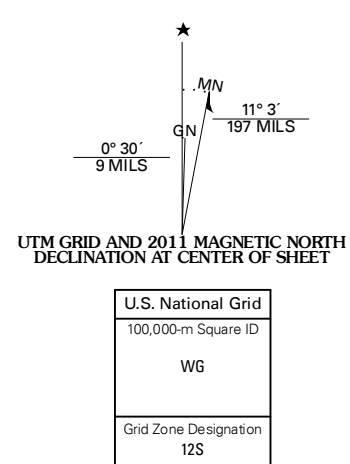 ★
MN
11° 3´
197 MILS
GN
0° 30´
9 MILS
UTM GRID AND 2011 MAGNETIC NORTH
DECLINATION AT CENTER OF SHEET
U.S. National Grid
100,000-m Square ID
WG
Grid Zone Designation
12S